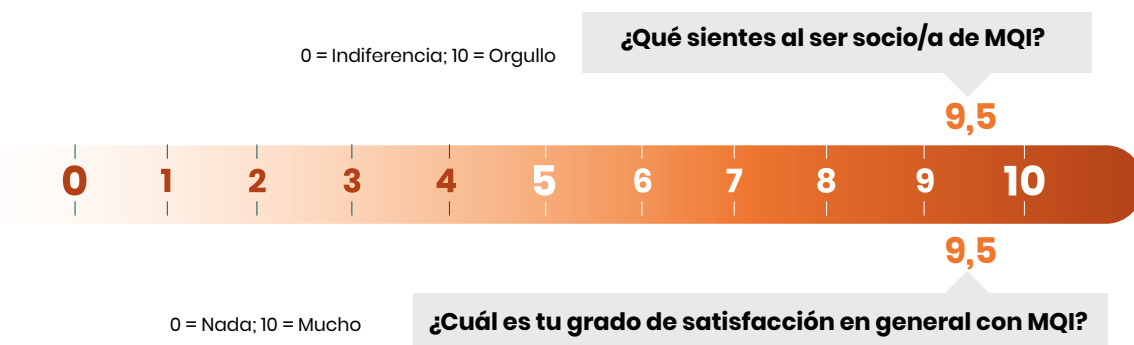 ¿Qué sientes al ser socio/a de MQI?
0 = Indiferencia; 10 = Orgullo
9,5
0 1 2 3 4 5 6 7 8 9 10
9,5
0 = Nada; 10 = Mucho
¿Cuál es tu grado de satisfacción en general con MQI?